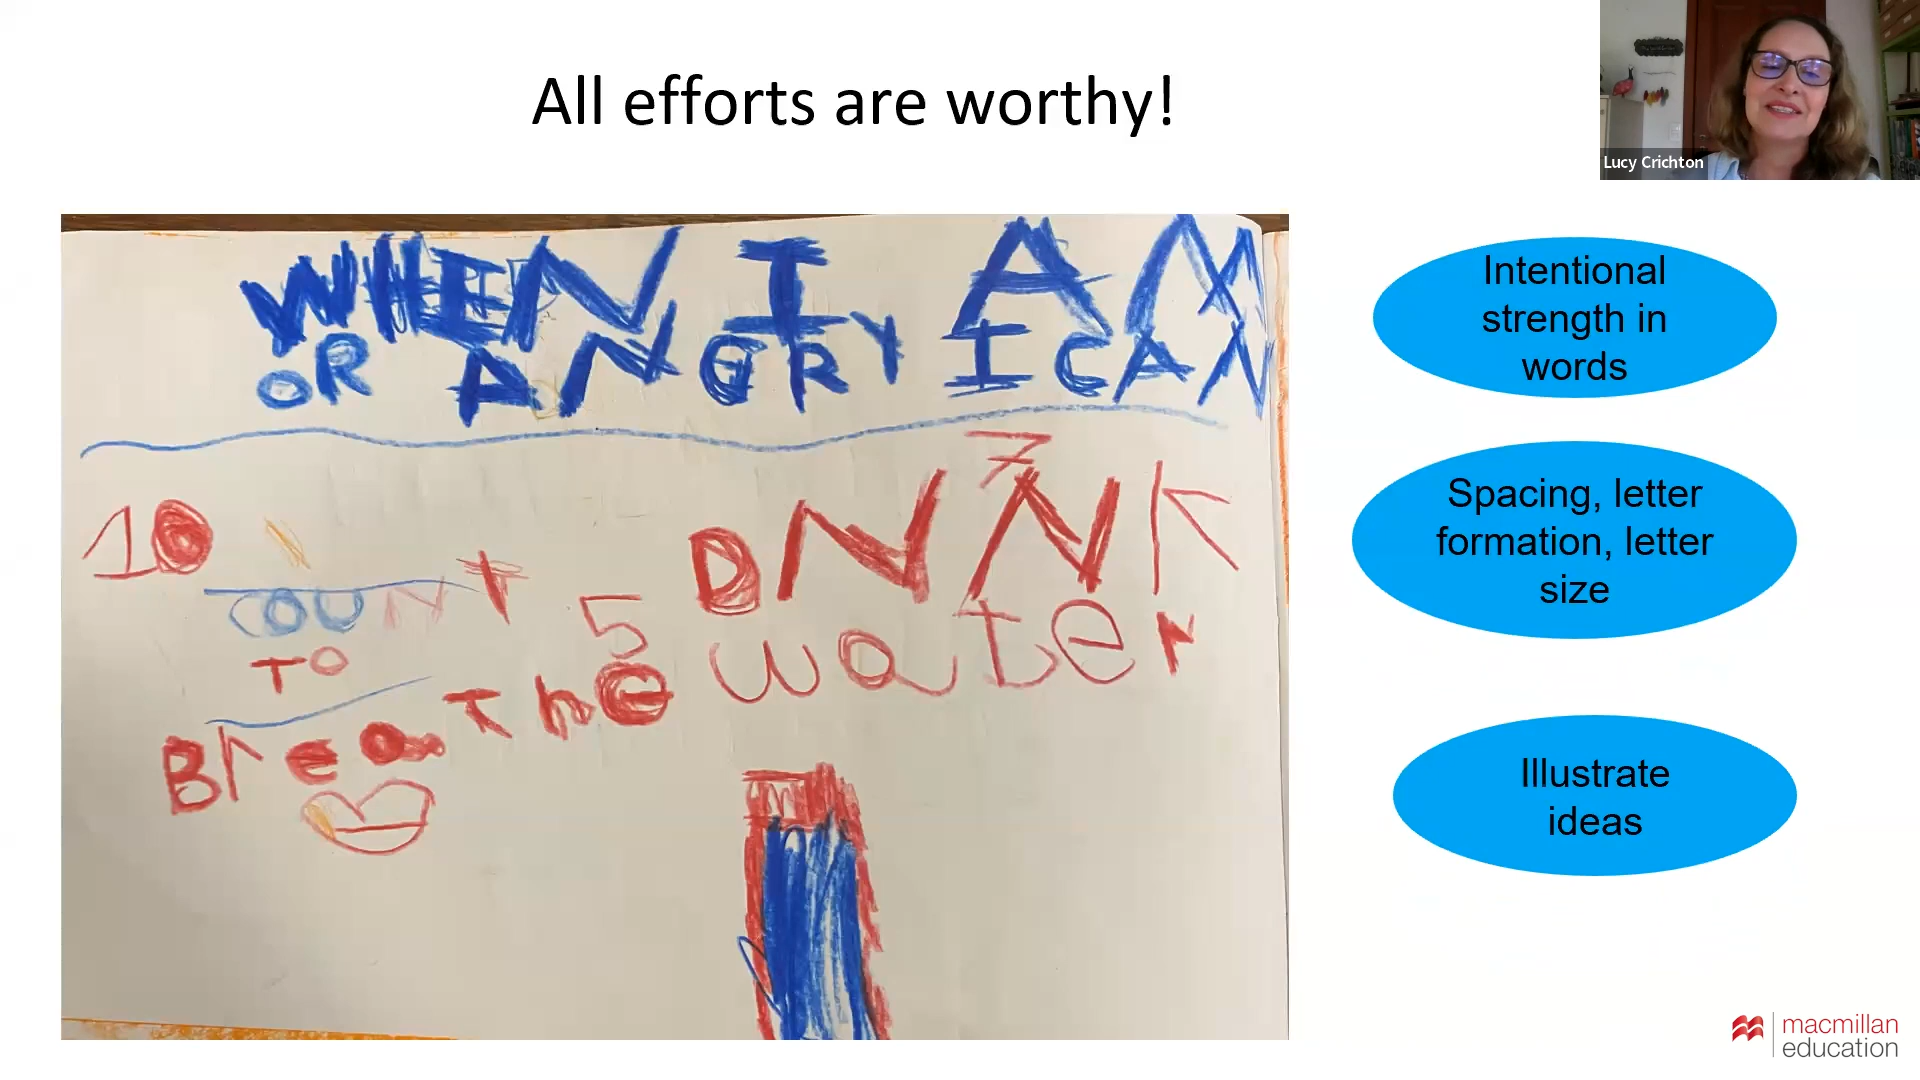 All efforts are worthy!
Lucy Crichton
WHEN I AM
OR ANGRY I CAN
10
COUNT
TO
BreaThe
5
7
DNNK
water
Intentional
strength in
words
Spacing, letter
formation, letter
size
Illustrate
ideas
macmillan
education